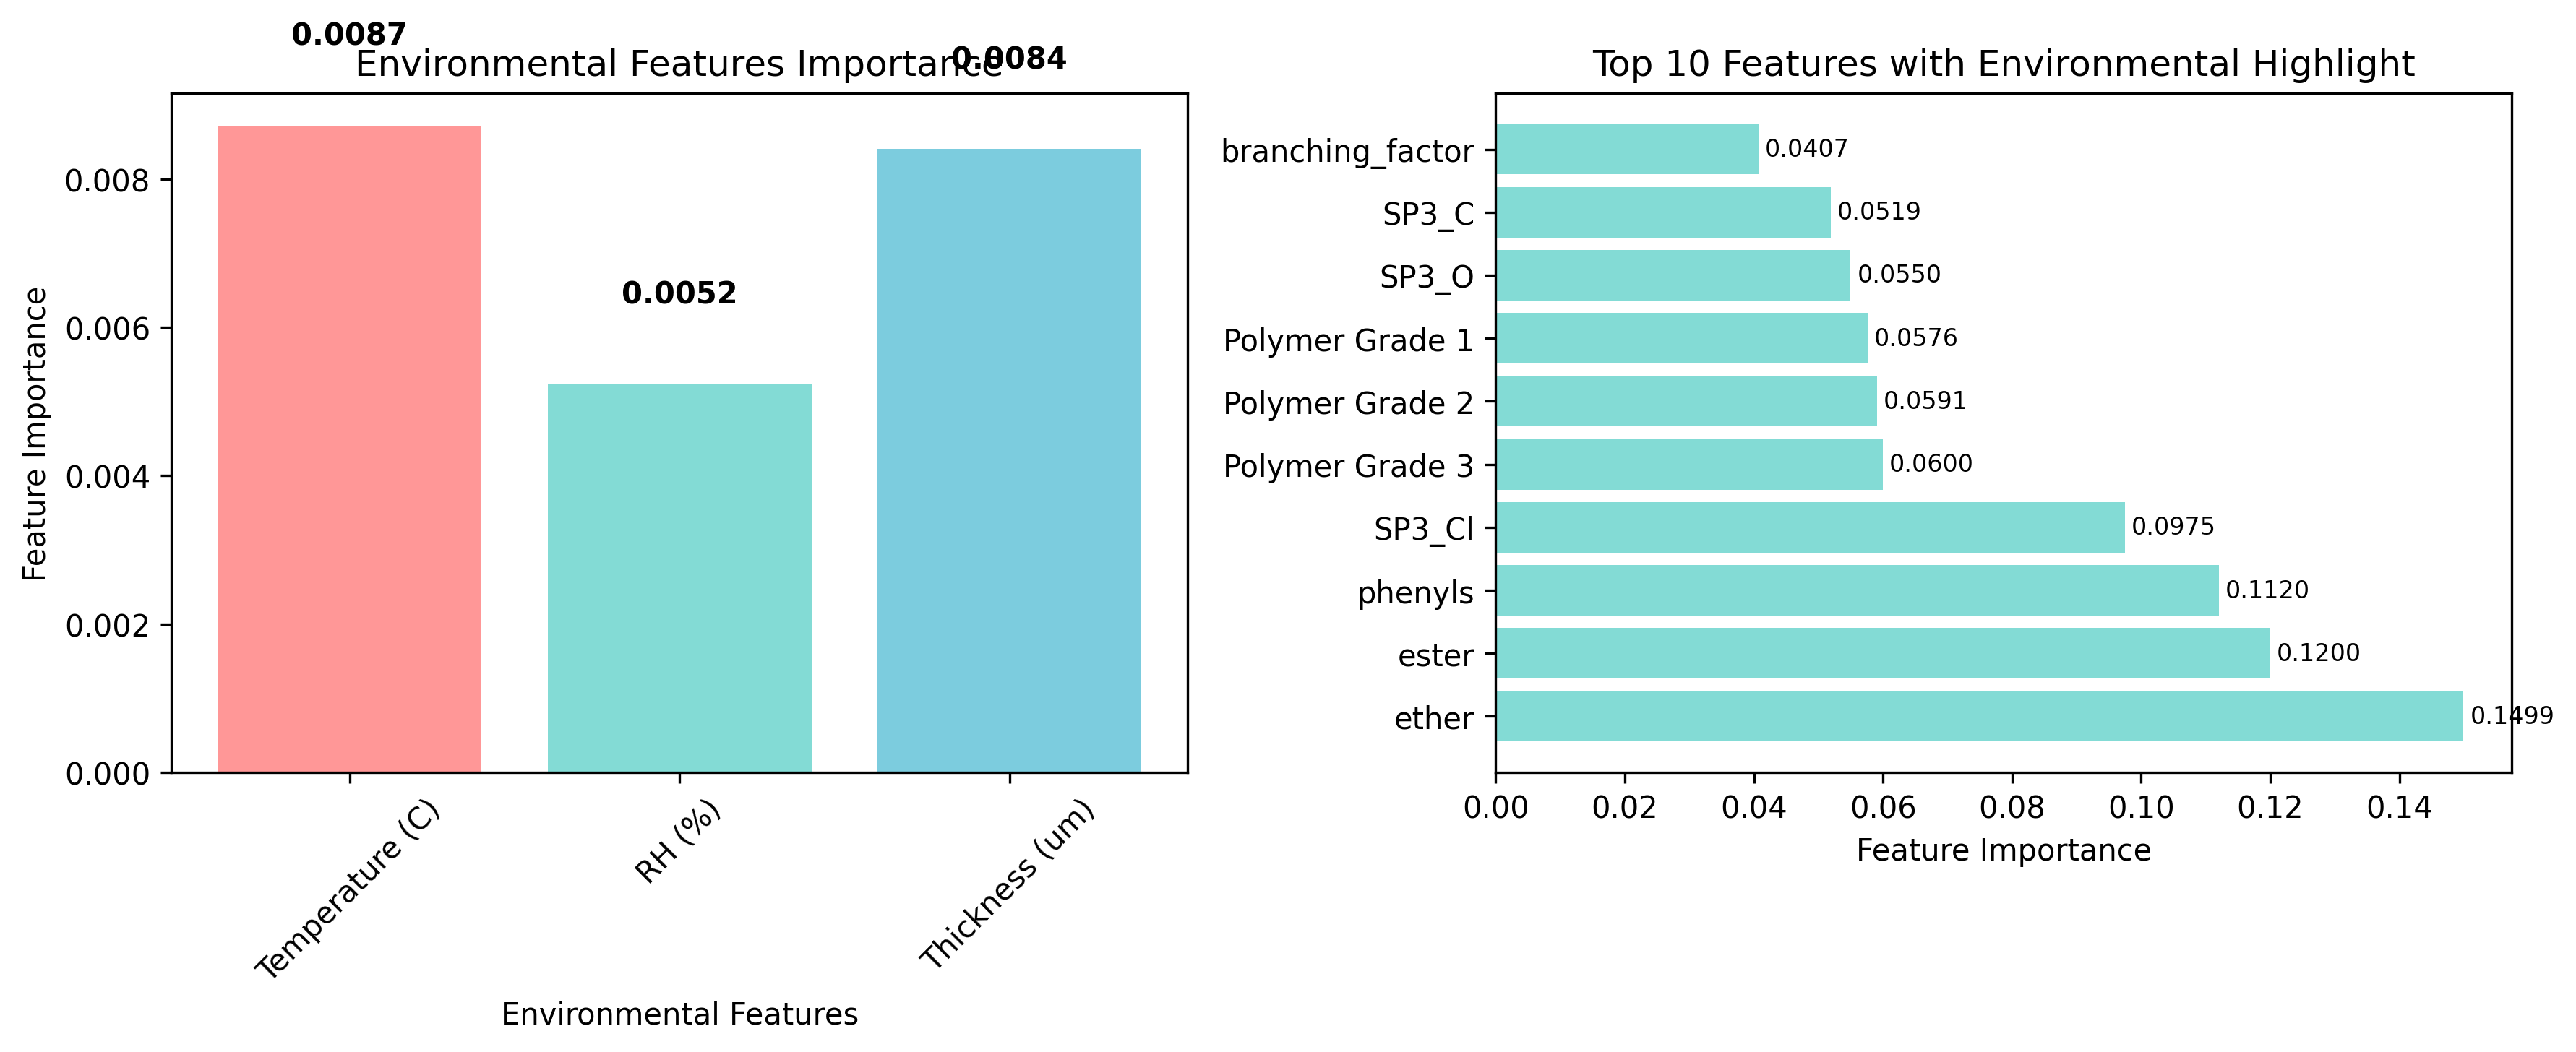 0.0087
Environmental Features Importance
0.0084
0.0052
Feature Importance
0.008
0.006
0.004
0.002
0.000
Temperature (C)
RH (%)
Thickness (um)
Environmental Features
Top 10 Features with Environmental Highlight
branching_factor 0.0407
SP3_C 0.0519
SP3_O 0.0550
Polymer Grade 1 0.0576
Polymer Grade 2 0.0591
Polymer Grade 3 0.0600
SP3_Cl 0.0975
phenyls 0.1120
ester 0.1200
ether 0.1499
0.00 0.02 0.04 0.06 0.08 0.10 0.12 0.14
Feature Importance